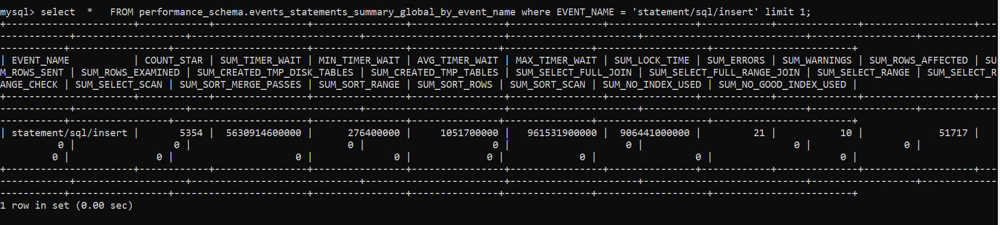 mysql> select  *   FROM performance_schema.events_statements_summary_global_by_event_name where EVENT_NAME = 'statement/sql/insert' limit 1;
+----------------------+------------+----------------+----------------+----------------+----------------+---------------+------------+--------------+-------------------+---
------------+-------------------+-----------------------------+------------------------+----------------------+----------------------------+------------------+-------------
-----------+-----------------+-----------------------+----------------+---------------+---------------+-------------------+------------------------+
| EVENT_NAME           | COUNT_STAR | SUM_TIMER_WAIT | MIN_TIMER_WAIT | AVG_TIMER_WAIT | MAX_TIMER_WAIT | SUM_LOCK_TIME | SUM_ERRORS | SUM_WARNINGS | SUM_ROWS_AFFECTED | SU
M_ROWS_SENT | SUM_ROWS_EXAMINED | SUM_CREATED_TMP_DISK_TABLES | SUM_CREATED_TMP_TABLES | SUM_SELECT_FULL_JOIN | SUM_SELECT_FULL_RANGE_JOIN | SUM_SELECT_RANGE | SUM_SELECT_R
ANGE_CHECK | SUM_SELECT_SCAN | SUM_SORT_MERGE_PASSES | SUM_SORT_RANGE | SUM_SORT_ROWS | SUM_SORT_SCAN | SUM_NO_INDEX_USED | SUM_NO_GOOD_INDEX_USED |
+----------------------+------------+----------------+----------------+----------------+----------------+---------------+------------+--------------+-------------------+---
------------+-------------------+-----------------------------+------------------------+----------------------+----------------------------+------------------+-------------
-----------+-----------------+-----------------------+----------------+---------------+---------------+-------------------+------------------------+
| statement/sql/insert |       5354 |  5630914600000 |      276400000 |     1051700000 |   961531900000 |  906441000000 |         21 |           10 |             51717 |
          0 |                 0 |                           0 |                      0 |                    0 |                          0 |                0 |
         0 |               0 |                     0 |              0 |             0 |             0 |                 0 |                      0 |
+----------------------+------------+----------------+----------------+----------------+----------------+---------------+------------+--------------+-------------------+---
------------+-------------------+-----------------------------+------------------------+----------------------+----------------------------+------------------+-------------
-----------+-----------------+-----------------------+----------------+---------------+---------------+-------------------+------------------------+
1 row in set (0.00 sec)